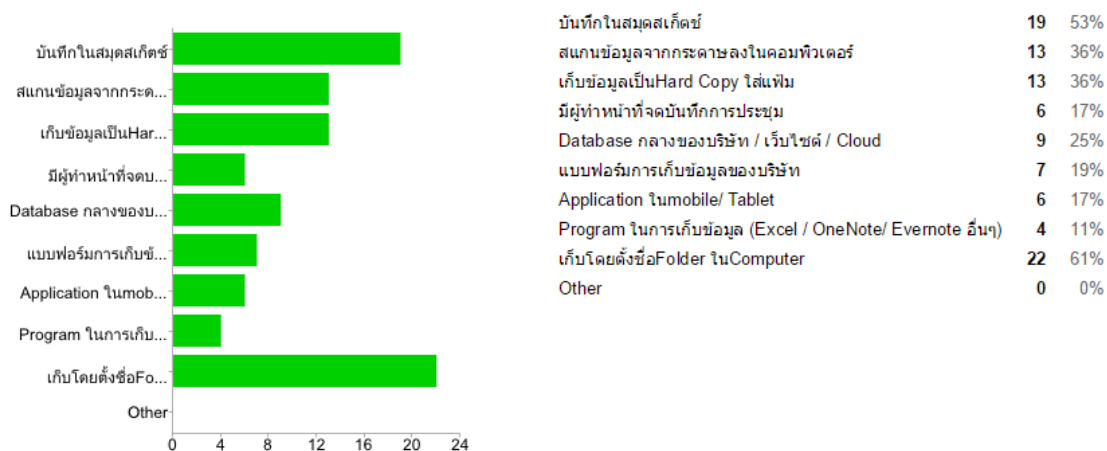 บันทึกในสมุดสเก็ตช์
สแกนข้อมูลจากกระด...
เก็บข้อมูลเป็นHar...
มีผู้ทำหน้าที่จดบ...
Database กลางของบ...
แบบฟอร์มการเก็บข้...
Application ในmob...
Program ในการเก็บ...
เก็บโดยตั้งชื่อFo...
Other
0 4 8 12 16 20 24
บันทึกในสมุดสเก็ตช์ 19 53%
สแกนข้อมูลจากกระดาษลงในคอมพิวเตอร์ 13 36%
เก็บข้อมูลเป็นHard Copy ใส่แฟ้ม 13 36%
มีผู้ทำหน้าที่จดบันทึกการประชุม 6 17%
Database กลางของบริษัท / เว็บไซต์ / Cloud 9 25%
แบบฟอร์มการเก็บข้อมูลของบริษัท 7 19%
Application ในmobile/ Tablet 6 17%
Program ในการเก็บข้อมูล (Excel / OneNote/ Evernote อื่นๆ) 4 11%
เก็บโดยตั้งชื่อFolder ในComputer 22 61%
Other 0 0%